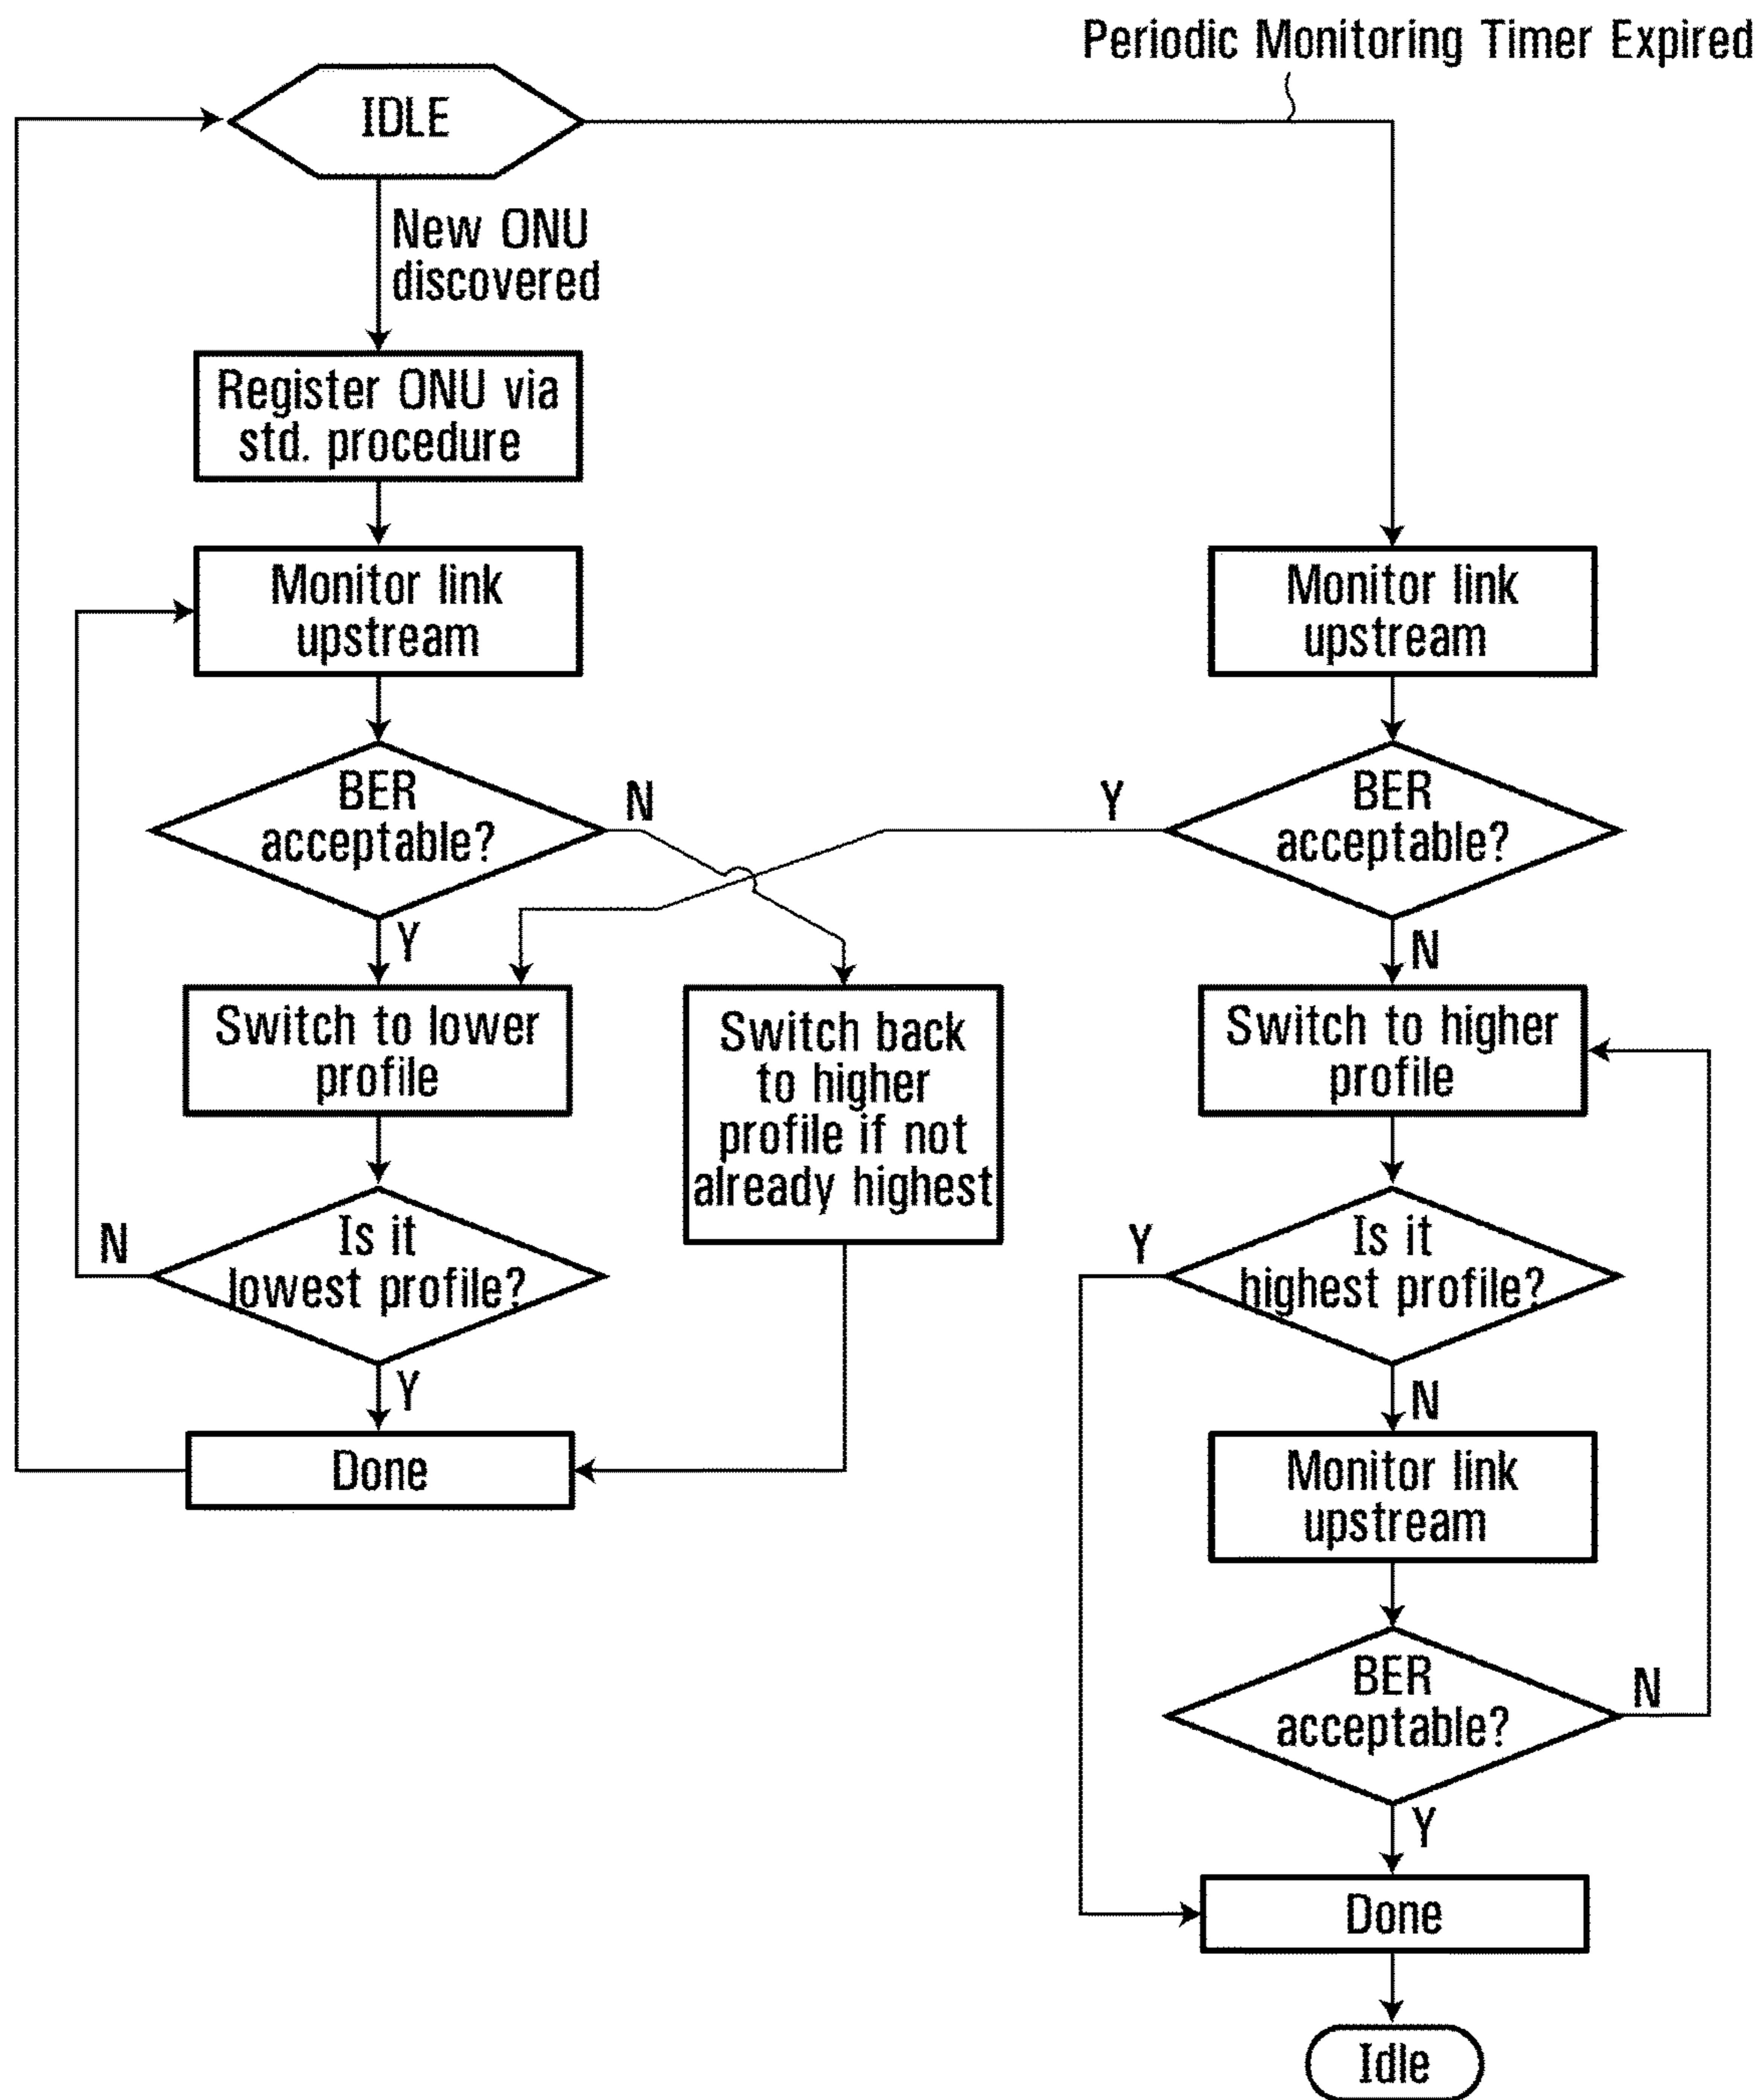 Periodic Monitoring Timer Expired
IDLE
New ONU
discovered
Register ONU via
std. procedure
Monitor link
upstream
Monitor link
upstream
BER
acceptable?
N
Y
BER
acceptable?
Y
N
Switch to lower
profile
Switch back
to higher
profile if not
already highest
Switch to higher
profile
N
Is it
lowest profile?
Y
Is it
highest profile?
Y
N
Done
Monitor link
upstream
BER
acceptable?
N
Y
Done
Idle